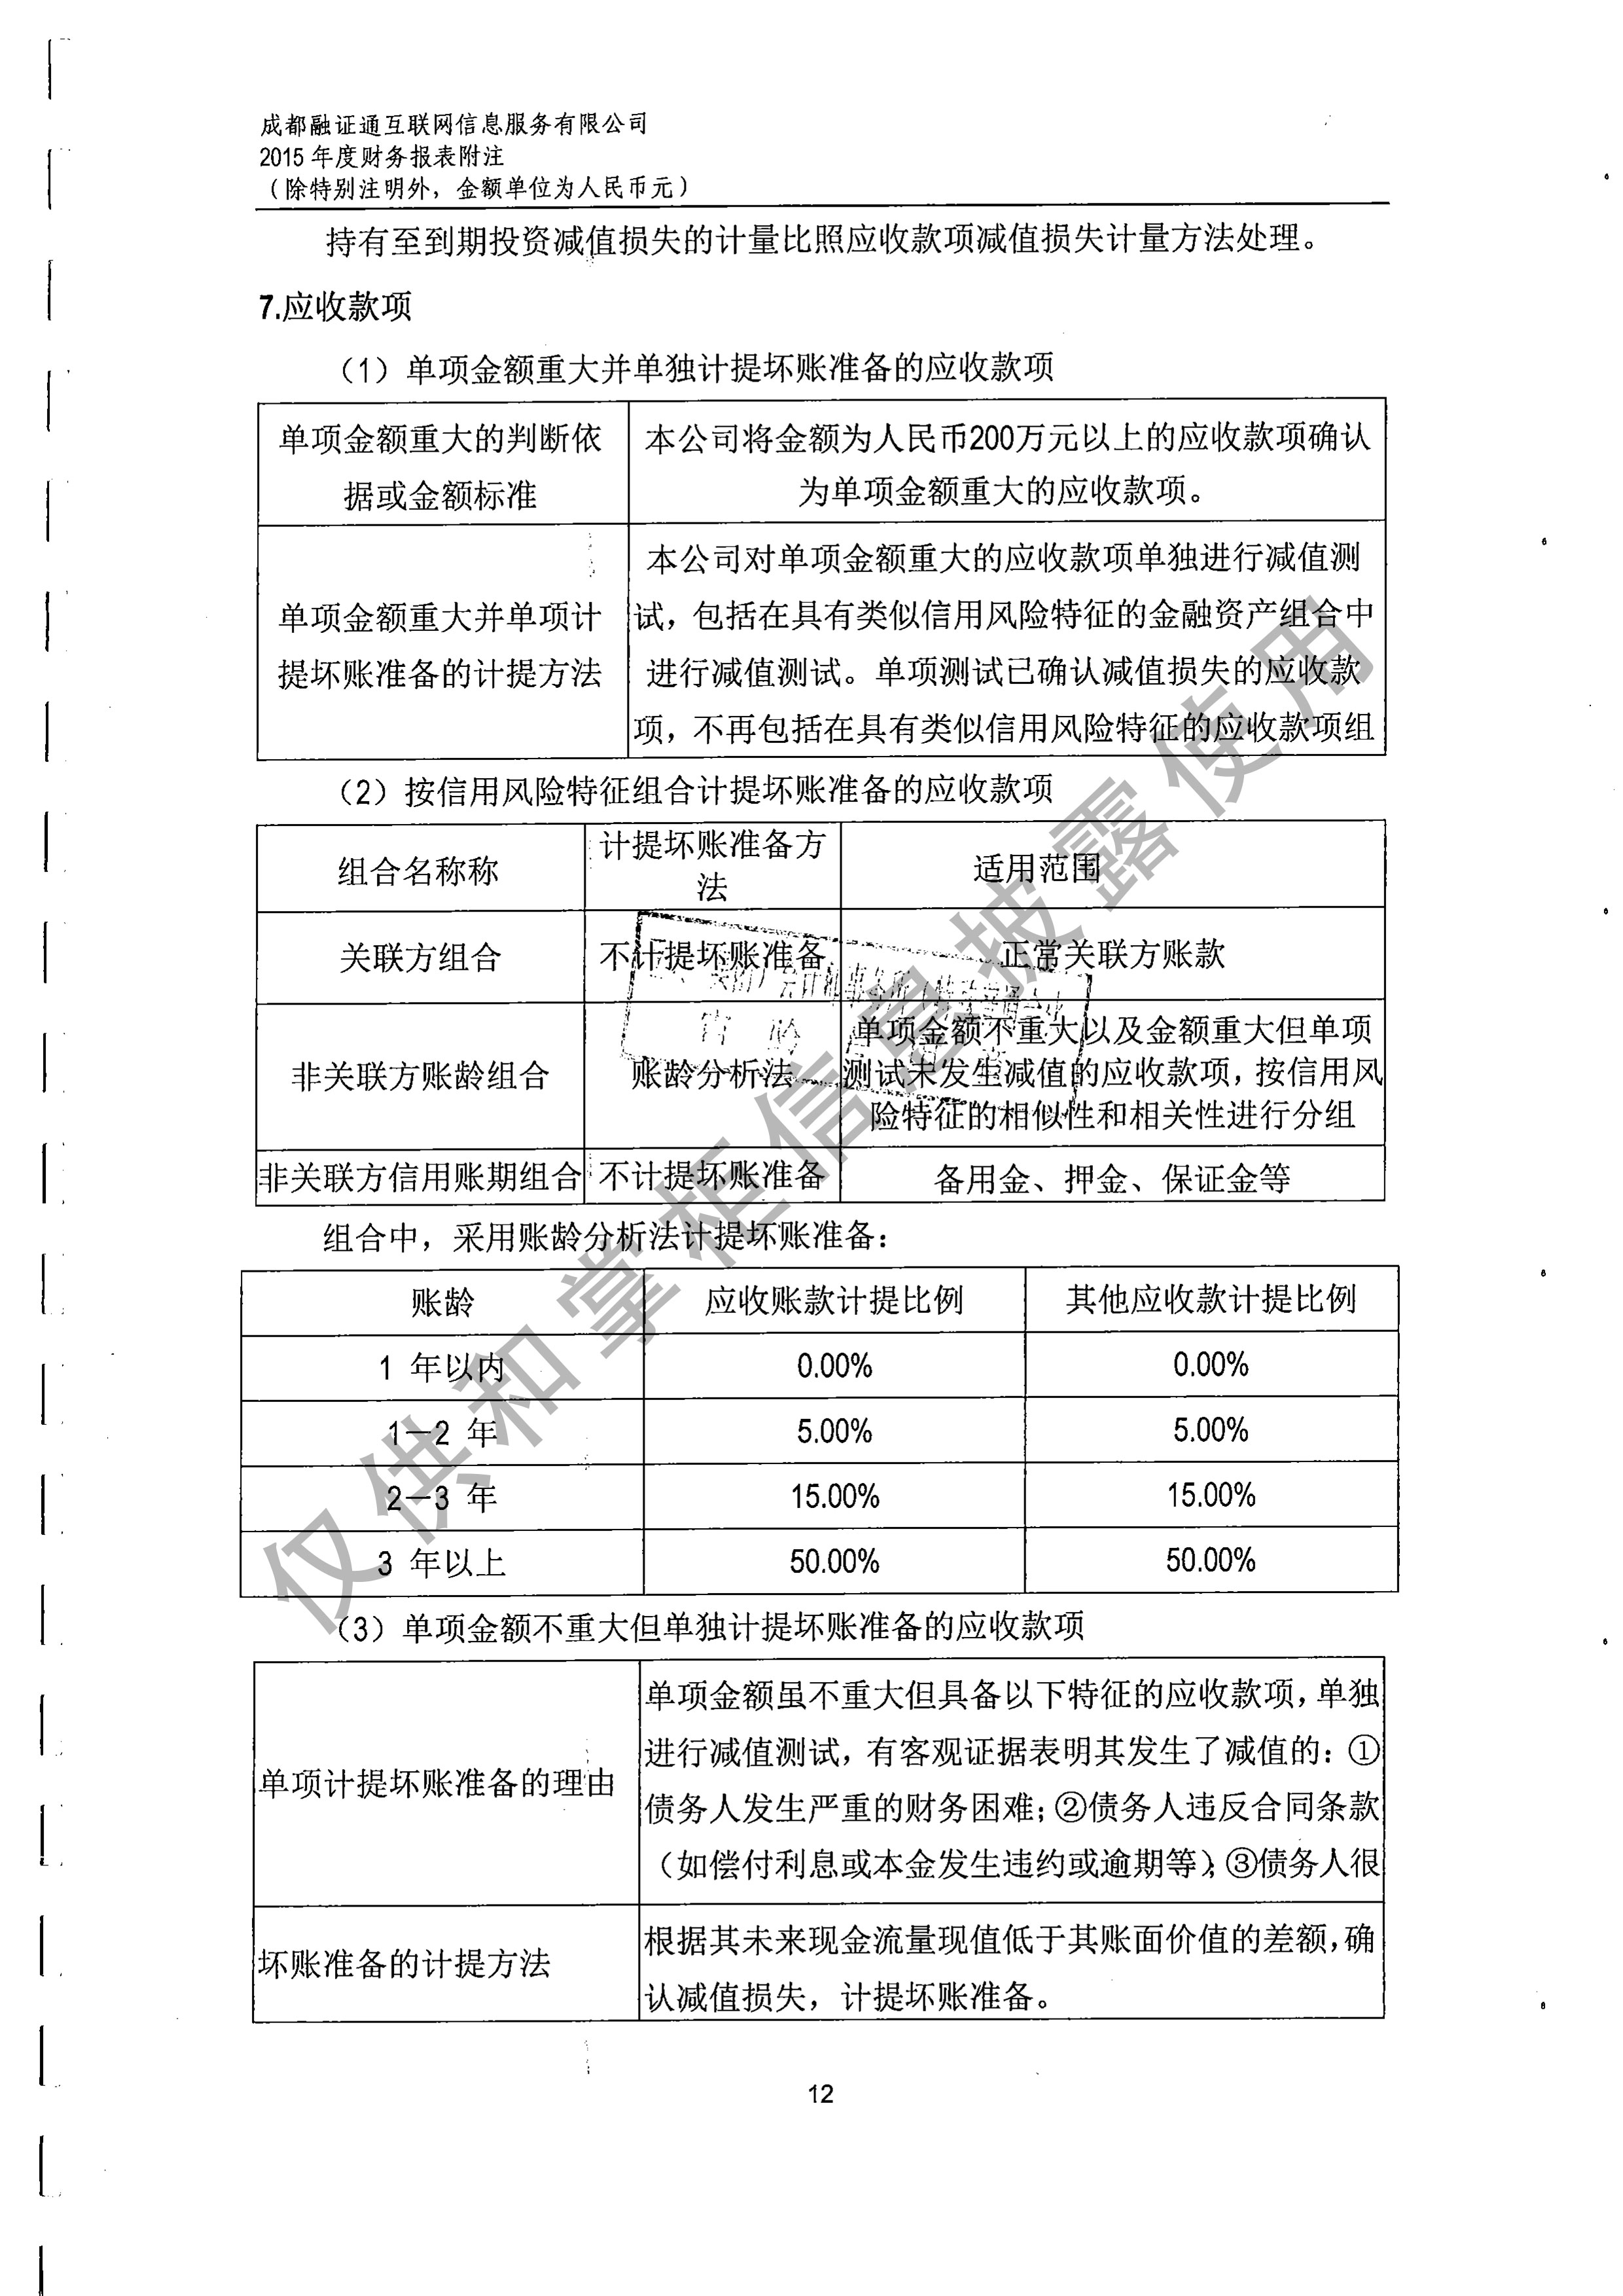 成都融证通互联网信息服务有限公司
2015 年度财务报表附注
（除特别注明外，金额单位为人民币元）
持有至到期投资减值损失的计量比照应收款项减值损失计量方法处理。
7.应收款项
（1）单项金额重大并单独计提坏账准备的应收款项
单项金额重大的判断依
据或金额标准
本公司将金额为人民币200万元以上的应收款项确认
为单项金额重大的应收款项。
单项金额重大并单项计
提坏账准备的计提方法
本公司对单项金额重大的应收款项单独进行减值测
试，包括在具有类似信用风险特征的金融资产组合中
进行减值测试。单项测试已确认减值损失的应收款
项，不再包括在具有类似信用风险特征的应收款项组
（2）按信用风险特征组合计提坏账准备的应收款项
组合名称称
计提坏账准备方
法
适用范围
关联方组合
不计提坏账准备
正常关联方账款
非关联方账龄组合
账龄分析法
单项金额不重大以及金额重大但单项
测试未发生减值的应收款项，按信用风
险特征的相似性和相关性进行分组
非关联方信用账期组合
不计提坏账准备
备用金、押金、保证金等
组合中，采用账龄分析法计提坏账准备：
账龄 应收账款计提比例 其他应收款计提比例
1 年以内 0.00% 0.00%
1—2 年 5.00% 5.00%
2—3 年 15.00% 15.00%
3 年以上 50.00% 50.00%
（3）单项金额不重大但单独计提坏账准备的应收款项
单项计提坏账准备的理由
单项金额虽不重大但具备以下特征的应收款项，单独
进行减值测试，有客观证据表明其发生了减值的：①
债务人发生严重的财务困难；②债务人违反合同条款
（如偿付利息或本金发生违约或逾期等）；③债务人很
坏账准备的计提方法
根据其未来现金流量现值低于其账面价值的差额，确
认减值损失，计提坏账准备。
12
仅供和掌柜信息披露使用